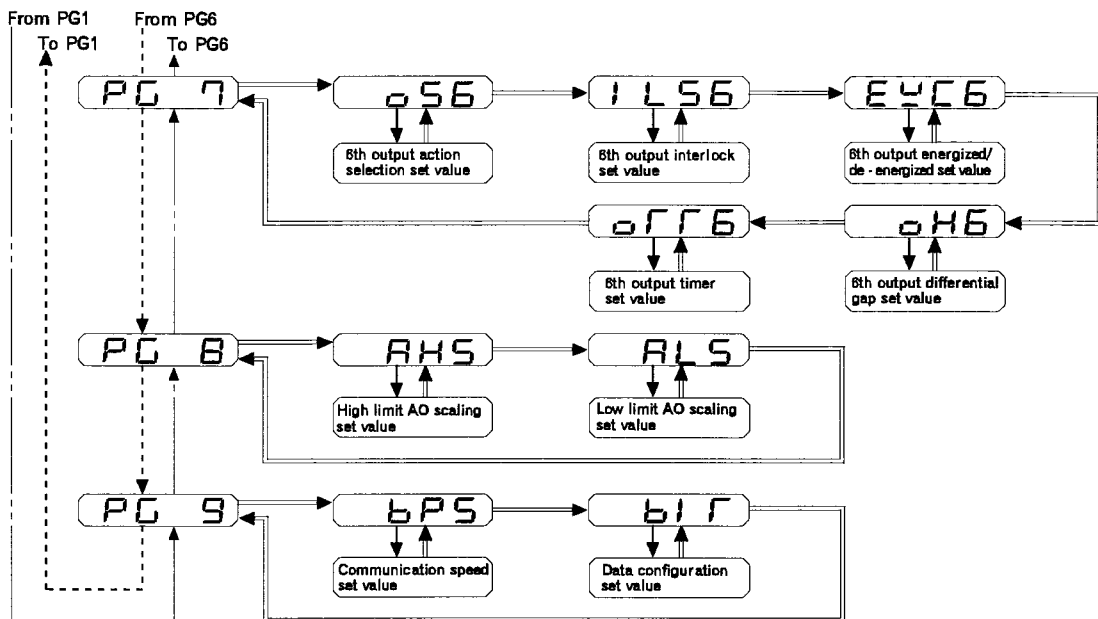 From PG1
From PG6
To PG1
To PG6
PG 7
oS6
ILS6
EvC6
6th output action
selection set value
6th output interlock
set value
6th output energized/
de - energized set value
oTT6
oH6
6th output timer
set value
6th output differential
gap set value
PG 8
AHS
ALS
High limit AO scaling
set value
Low limit AO scaling
set value
PG 9
bPS
bIT
Communication speed
set value
Data configuration
set value